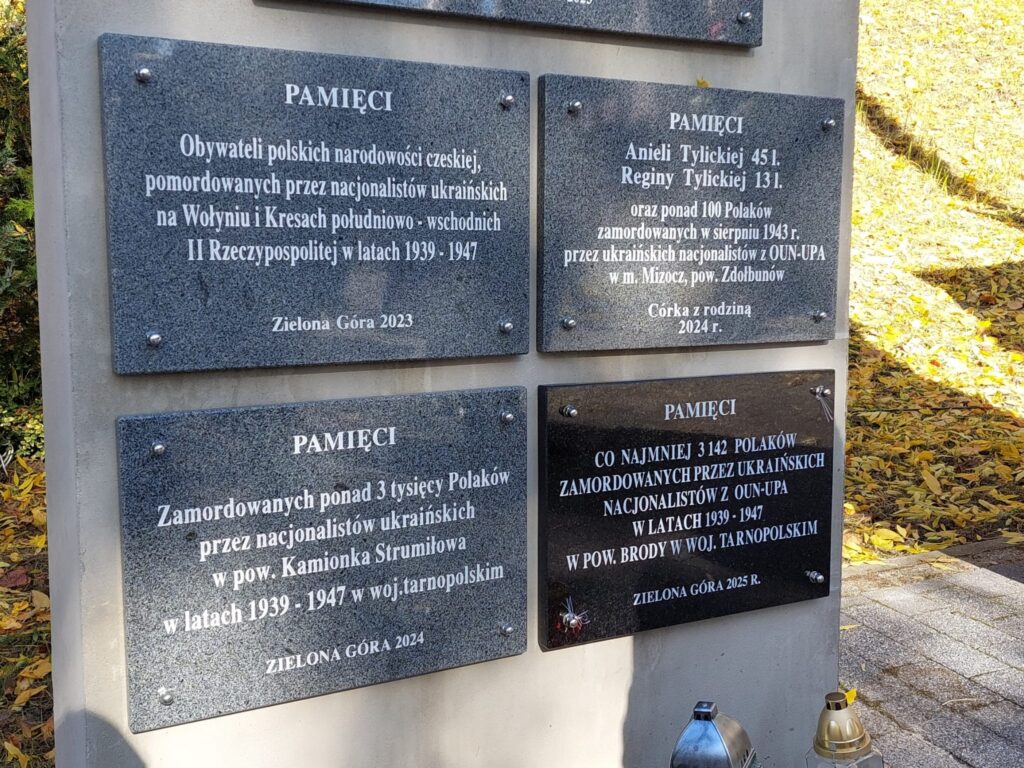 PAMIĘCI
Obywateli polskich narodowości czeskiej,
pomordowanych przez nacjonalistów ukraińskich
na Wołyniu i Kresach południowo - wschodnich
II Rzeczypospolitej w latach 1939 - 1947
Zielona Góra 2023
PAMIĘCI
Anieli Tylickiej 45 l.
Reginy Tylickiej 13 l.
oraz ponad 100 Polaków
zamordowanych w sierpniu 1943 r.
przez ukraińskich nacjonalistów z OUN-UPA
w m. Mizocz, pow. Zdołbunów
Córka z rodziną
2024 r.
PAMIĘCI
Zamordowanych ponad 3 tysięcy Polaków
przez nacjonalistów ukraińskich
w pow. Kamionka Strumiłowa
w latach 1939 - 1947 w woj.tarnopolskim
ZIELONA GÓRA 2024
PAMIĘCI
CO NAJMNIEJ 3 142 POLAKÓW
ZAMORDOWANYCH PRZEZ UKRAIŃSKICH
NACJONALISTÓW Z OUN-UPA
W LATACH 1939 - 1947
W POW. BRODY W WOJ. TARNOPOLSKIM
ZIELONA GÓRA 2025 R.